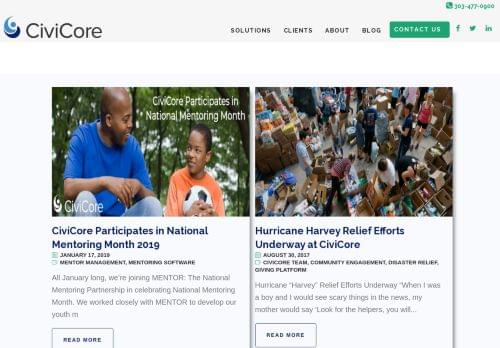 303-477-0900
CiviCore
SOLUTIONS CLIENTS ABOUT BLOG CONTACT US
CiviCore Participates in
National Mentoring Month
CiviCore
CiviCore Participates in National
Mentoring Month 2019
JANUARY 17, 2019
MENTOR MANAGEMENT, MENTORING SOFTWARE
All January long, we're joining MENTOR: The National
Mentoring Partnership in celebrating National Mentoring
Month. We worked closely with MENTOR to develop our
youth m
READ MORE
Hurricane Harvey Relief Efforts
Underway at CiviCore
AUGUST 30, 2017
CIVICORE TEAM, COMMUNITY ENGAGEMENT, DISASTER RELIEF,
GIVING PLATFORM
Hurricane “Harvey” Relief Efforts Underway “When I was
a boy and I would see scary things in the news, my
mother would say ‘Look for the helpers, you will...
READ MORE